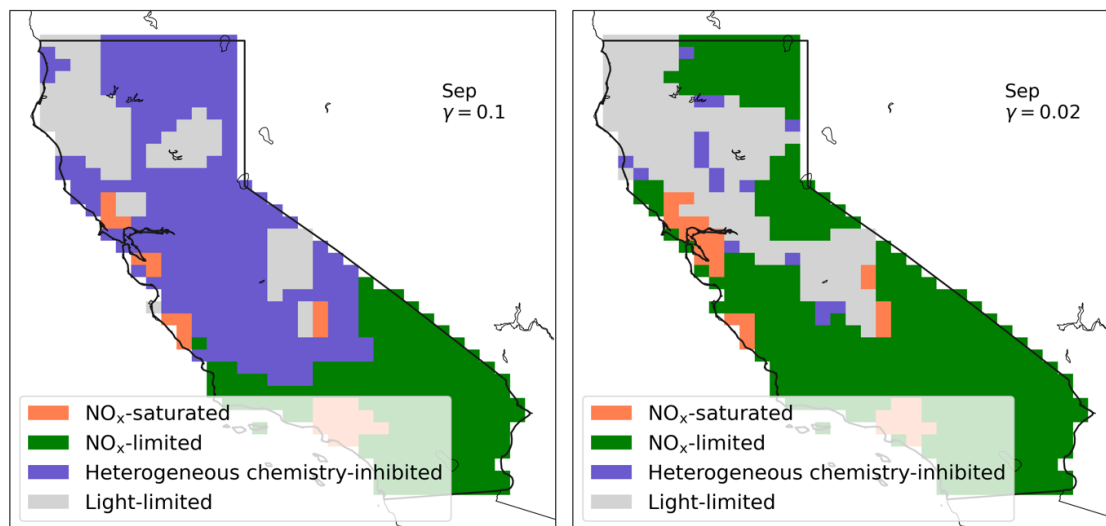 Sep
γ = 0.1
NOₓ-saturated
NOₓ-limited
Heterogeneous chemistry-inhibited
Light-limited
Sep
γ = 0.02
NOₓ-saturated
NOₓ-limited
Heterogeneous chemistry-inhibited
Light-limited